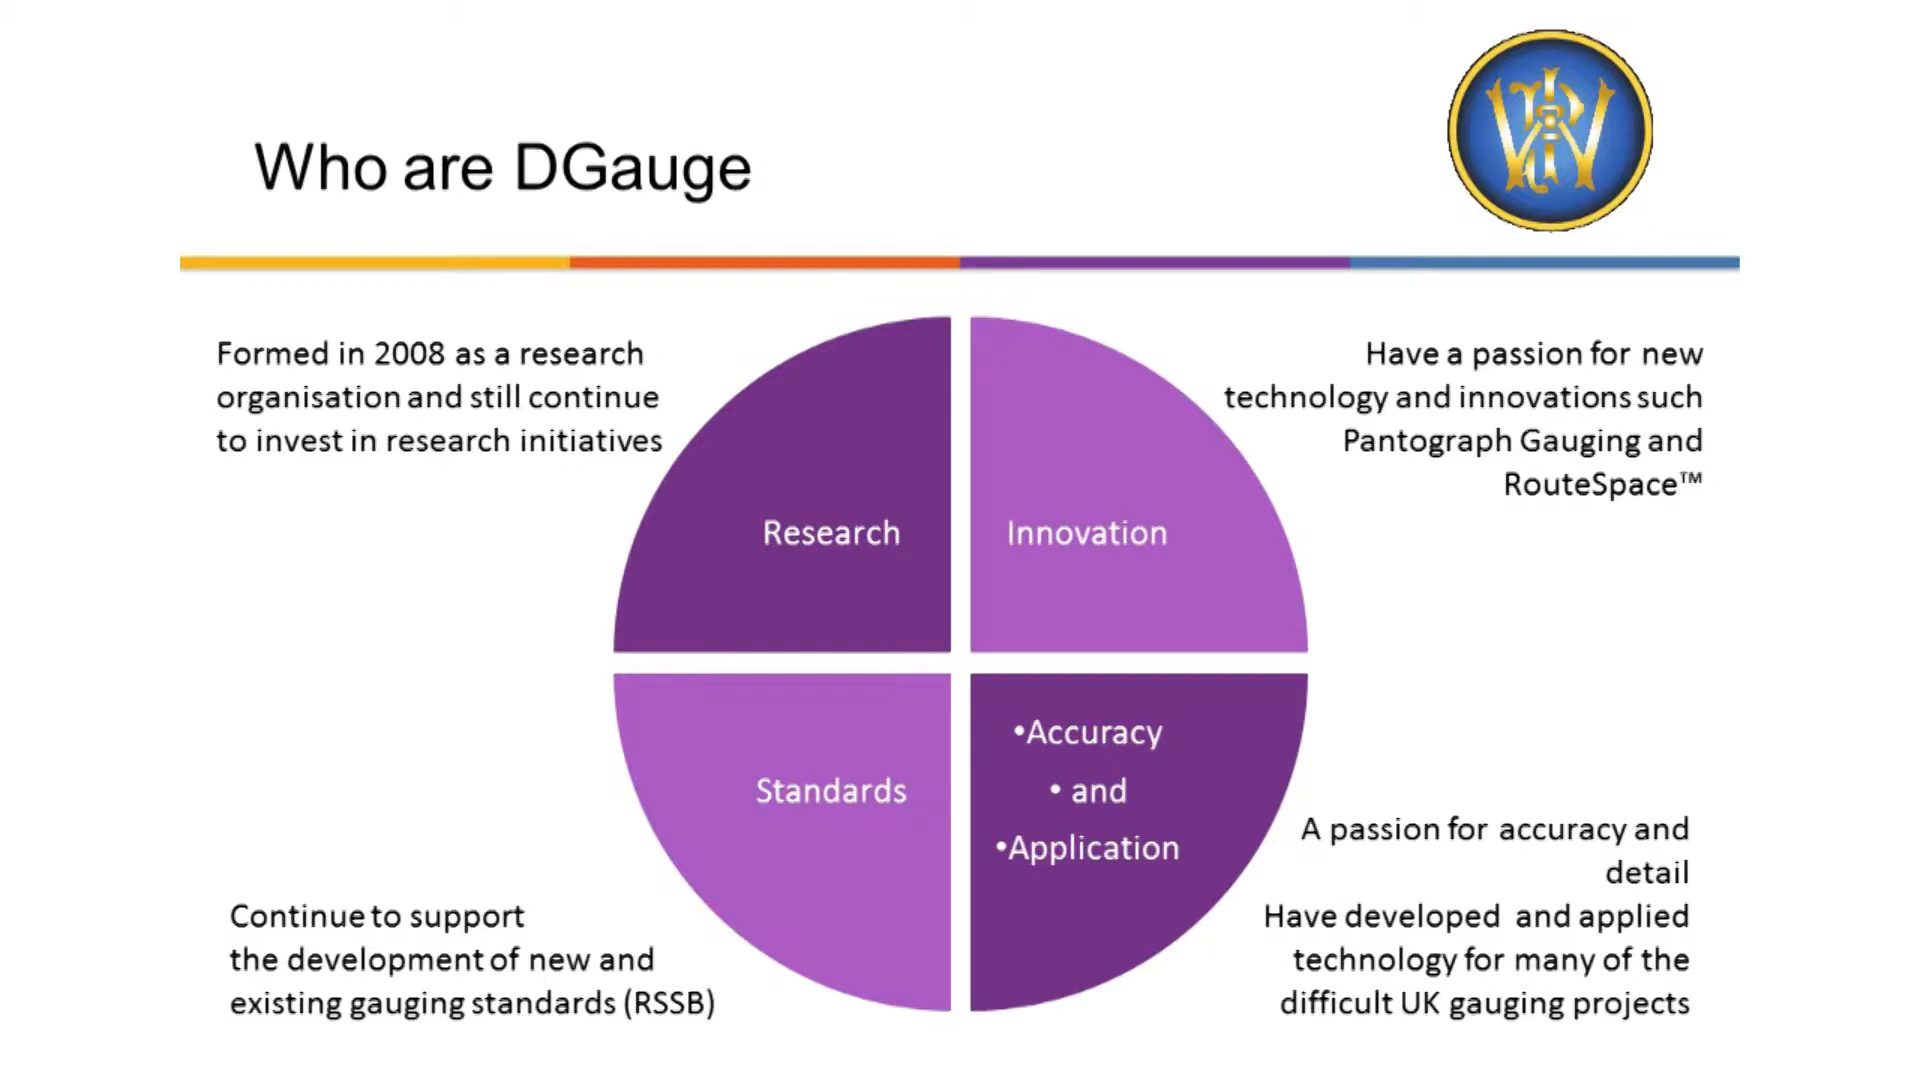 Who are DGauge
Formed in 2008 as a research
organisation and still continue
to invest in research initiatives
Have a passion for new
technology and innovations such
Pantograph Gauging and
RouteSpace™
Research
Innovation
Standards
•Accuracy
• and
•Application
Continue to support
the development of new and
existing gauging standards (RSSB)
A passion for accuracy and
detail
Have developed and applied
technology for many of the
difficult UK gauging projects